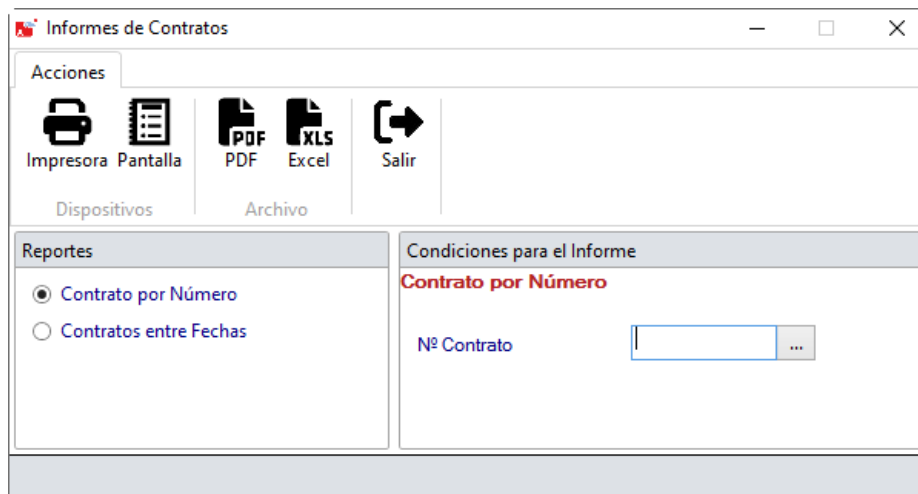 Informes de Contratos
Acciones
PDF XLS
Impresora Pantalla PDF Excel Salir
Dispositivos Archivo
Reportes Condiciones para el Informe
Contrato por Número
Contrato por Número
Contratos entre Fechas
Nº Contrato ...